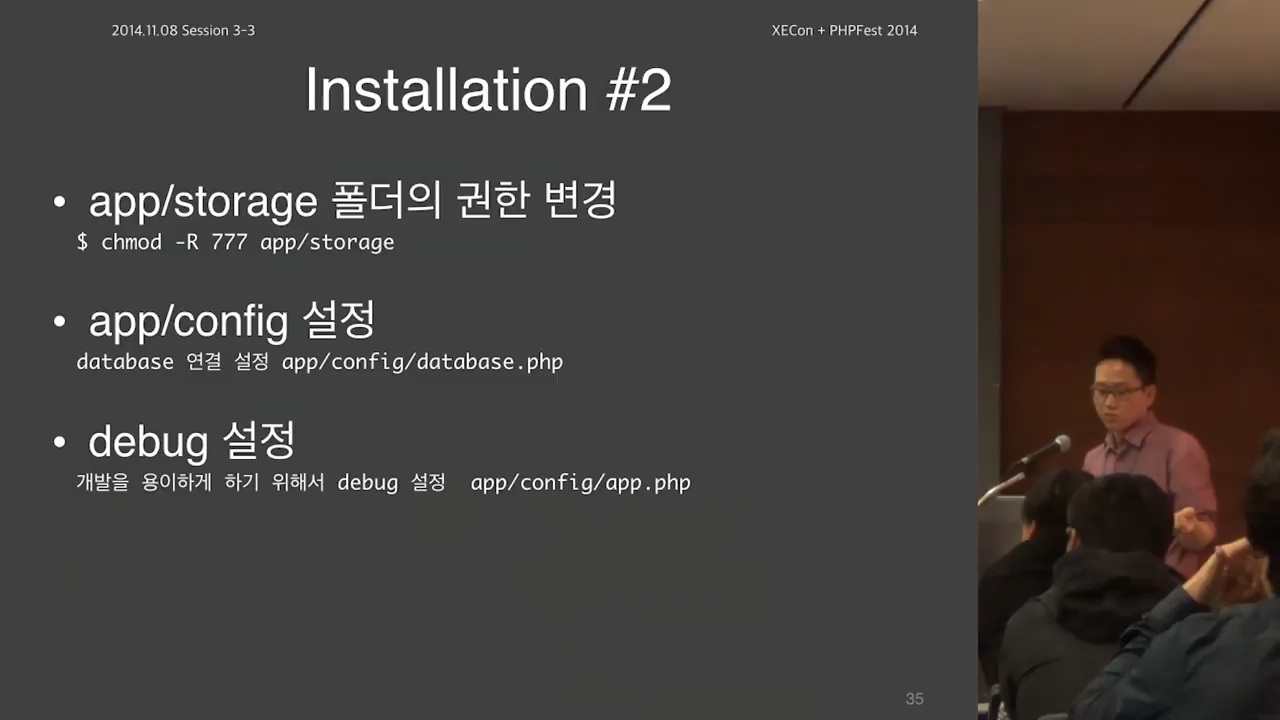 2014.11.08 Session 3-3
XECon + PHPFest 2014
Installation #2
• app/storage 폴더의 권한 변경
$ chmod -R 777 app/storage
• app/config 설정
database 연결 설정 app/config/database.php
• debug 설정
개발을 용이하게 하기 위해서 debug 설정 app/config/app.php
35